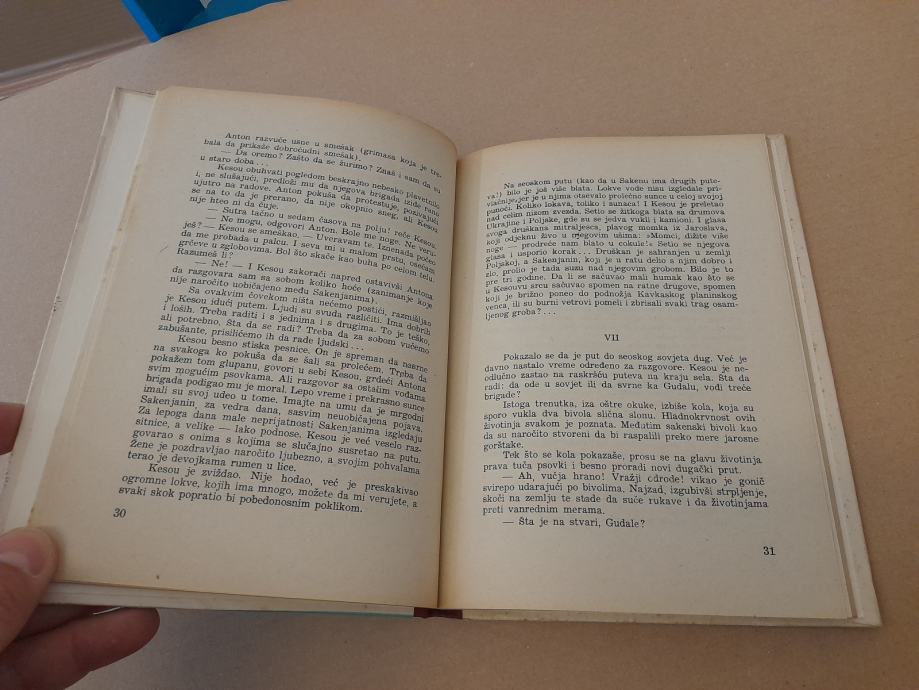 Anton razvuče usne u smešak (grimasa koja je tre-
bala da prikaže dobroćudni smešak).
— Da oremo? Zašto da se žurimo? Znaš i sam da su
u staro doba...
Kesou obuhvati pogledom beskrajno nebesko plavetnilo
i, ne slušajući, predloži mu da njegova brigada iziđe rano
ujutro na radove. Anton pokuša da protestuje, pozivajući
se na to da je prerano, da nije okopnio sneg, ali Kesou
nije hteo ni da čuje.
— Sutra tačno u sedam časova na polju! reče Kesou.
— Ne mogu, odgovori Anton. Bole me noge. Ne veru-
ješ? — Kesou se smeškao. — Uveravam te. Iznenada počen
da me probada u palcu. I seva mi u malom prstu, osećam
grčeve u zglobovima. Bol što skače kao buha po celom telu.
Razumeš li?
— Ne! — I Kesou zakorači napred ostavivši Antona
da razgovara sam sa sobom koliko hoće (zanimanje koje
nije naročito uobičajeno među Sakenjanima).
Sa ovakvim čovekom ništa nećemo postići, razmišljao
je Kesou idući putem. Ljudi su svuda različiti. Ima dobrih
i loših. Treba raditi i s jednima i s drugima. To je teško,
ali potrebno. Šta da se radi? Treba da za sobom vučemo
zabušante, prisilićemo ih da rade ljudski...
Kesou besno stiska pesnice. On je spreman da nasrne
na svakoga ko pokuša da se šali sa prolećem. Treba da
pokažem tom glupanu, govori u sebi Kesou, grdeći Antona
svim mogućim psovkama. Ali razgovor sa ostalim vođama
brigada podigao mu je moral. Lepo vreme i prekrasno sunce
imali su svoj udeo u tome. Imajte na umu da je mrgodni
Sakenjanin, za vedra dana, sasvim neuobičajena pojava.
Za lepoga dana male neprijatnosti Sakenjanima izgledaju
sitnice, a velike — lako podnose. Kesou je već veselo raz-
govarao s onima s kojima se slučajno susretao na putu.
Žene je pozdravljao naročito ljubezno, a svojim pohvalama
terao je devojkama rumen u lice.
Kesou je zviždao. Nije hodao, već je preskakivao
ogromne lokve, kojih ima mnogo, možete da mi verujete, a
svaki skok popratio bi pobedonosnim poklikom.
30
Na seoskom putu (kao da u Sakenu ima drugih pute-
va!) bilo je još više blata. Lokve vode nisu izgledale pri-
vlačnije, jer je u njima otsevalo prolećno sunce u celoj svojoj
punoći. Koliko lokava, toliko i sunaca! I Kesou je preletao
nad celim nizom zvezda. Setio se žitkoga blata sa drumova
Ukrajine i Poljske, gde su se jedva vukli i kamioni. I glasa
svoga druškana mitraljesca, plavog momka iz Jaroslava,
koji odjeknu živo u njegovim ušima: »Momci, dižite više
noge — prodreće nam blato u cokule!« Setio se njegova
glasa i usporio korak... Druškan je sahranjen u zemlji
Poljskoj, a Sakenjanin, koji je u ratu delio s njim dobro i
zlo, prolio je tada suzu nad njegovim grobom. Bilo je to
pre tri godine. Da li se sačuvao mali humak kao što se
u Kesouvu srcu sačuvao spomen na ratne drugove, spomen
koji je brižno poneo do podnožja Kavkaskog planinskog
venca, ili su burni vetrovi pomeli i zbrisali svaki trag osam-
ljenog groba?...
VII
Pokazalo se da je put do seoskog sovjeta dug. Već je
davno nastalo vreme određeno za razgovore. Kesou je ne-
odlučno zastao na raskršću puteva na kraju sela. Šta da
radi: da ode u sovjet ili da svrne ka Gudalu, vođi treće
brigade?
Istoga trenutka, iza oštre okuke, izbiše kola, koja su
sporo vukla dva bivola slična slonu. Hladnokrvnost ovih
životinja svakom je poznata. Međutim sakenski bivoli kao
da su naročito stvoreni da bi raspalili preko mere jarosne
gorštake.
Tek što se kola pokazaše, prosu se na glavu životinja
prava tuča psovki i besno proradi novi dugački prut.
— Ah, vučja hrano! Vražji odrode! vikao je gonič
svirepo udarajući po bivolima. Najzad, izgubivši strpljenje,
skoči na zemlju te stade da suče rukave i da životinjama
preti vanrednim merama.
— Šta je na stvari, Gudale?
31